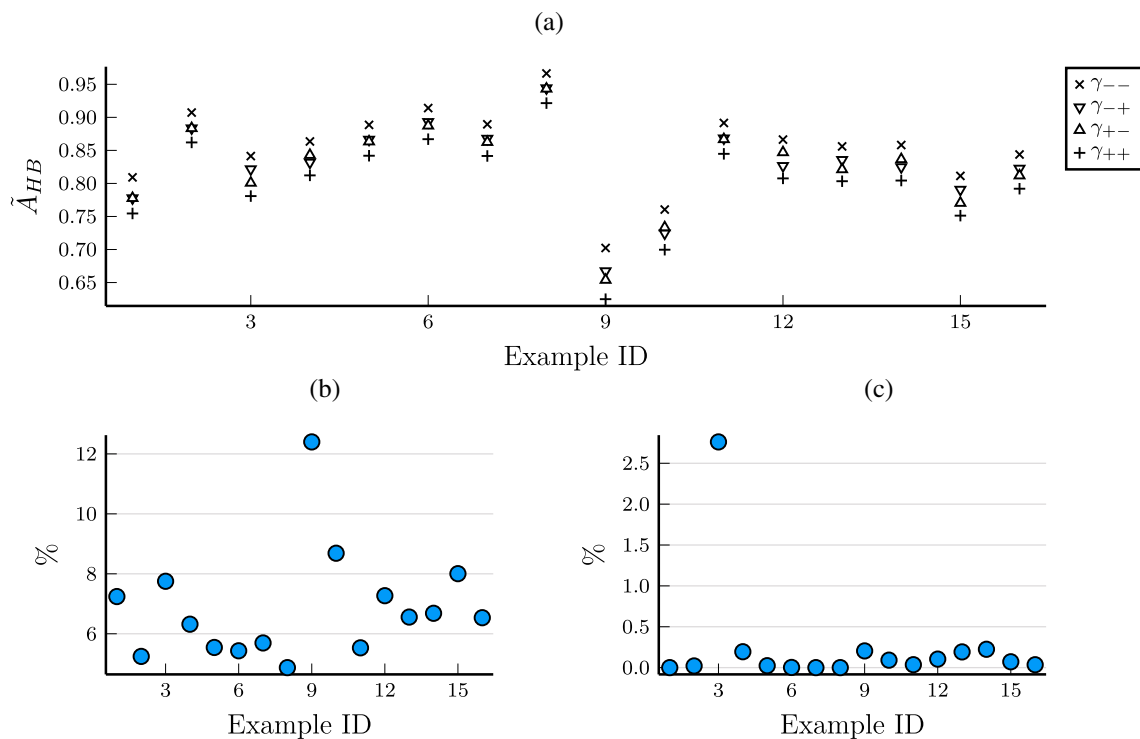 (a)
0.95
0.90
0.85
0.80
0.75
0.70
0.65
Ã_{HB}
3 6 9 12 15
Example ID
× γ−−
▽ γ−+
△ γ+−
+ γ++
(b)
12
10
8
6
%
3 6 9 12 15
Example ID
(c)
2.5
2.0
1.5
1.0
0.5
0.0
%
3 6 9 12 15
Example ID